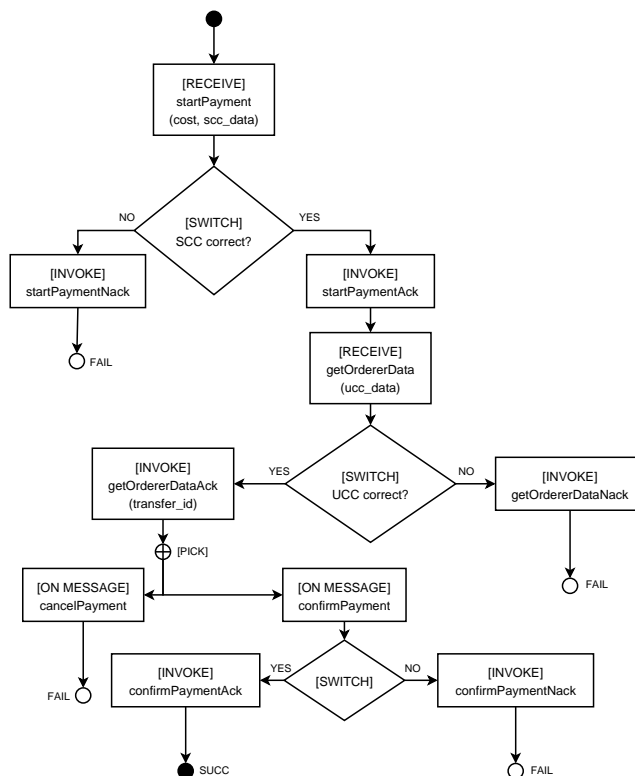 [RECEIVE]
startPayment
(cost, scc_data)
NO
[SWITCH]
SCC correct?
YES
[INVOKE]
startPaymentNack
[INVOKE]
startPaymentAck
FAIL
[RECEIVE]
getOrdererData
(ucc_data)
[INVOKE]
getOrdererDataAck
(transfer_id)
YES
[SWITCH]
UCC correct?
NO
[INVOKE]
getOrdererDataNack
[PICK]
FAIL
[ON MESSAGE]
cancelPayment
[ON MESSAGE]
confirmPayment
FAIL
[INVOKE]
confirmPaymentAck
YES
[SWITCH]
NO
[INVOKE]
confirmPaymentNack
SUCC
FAIL